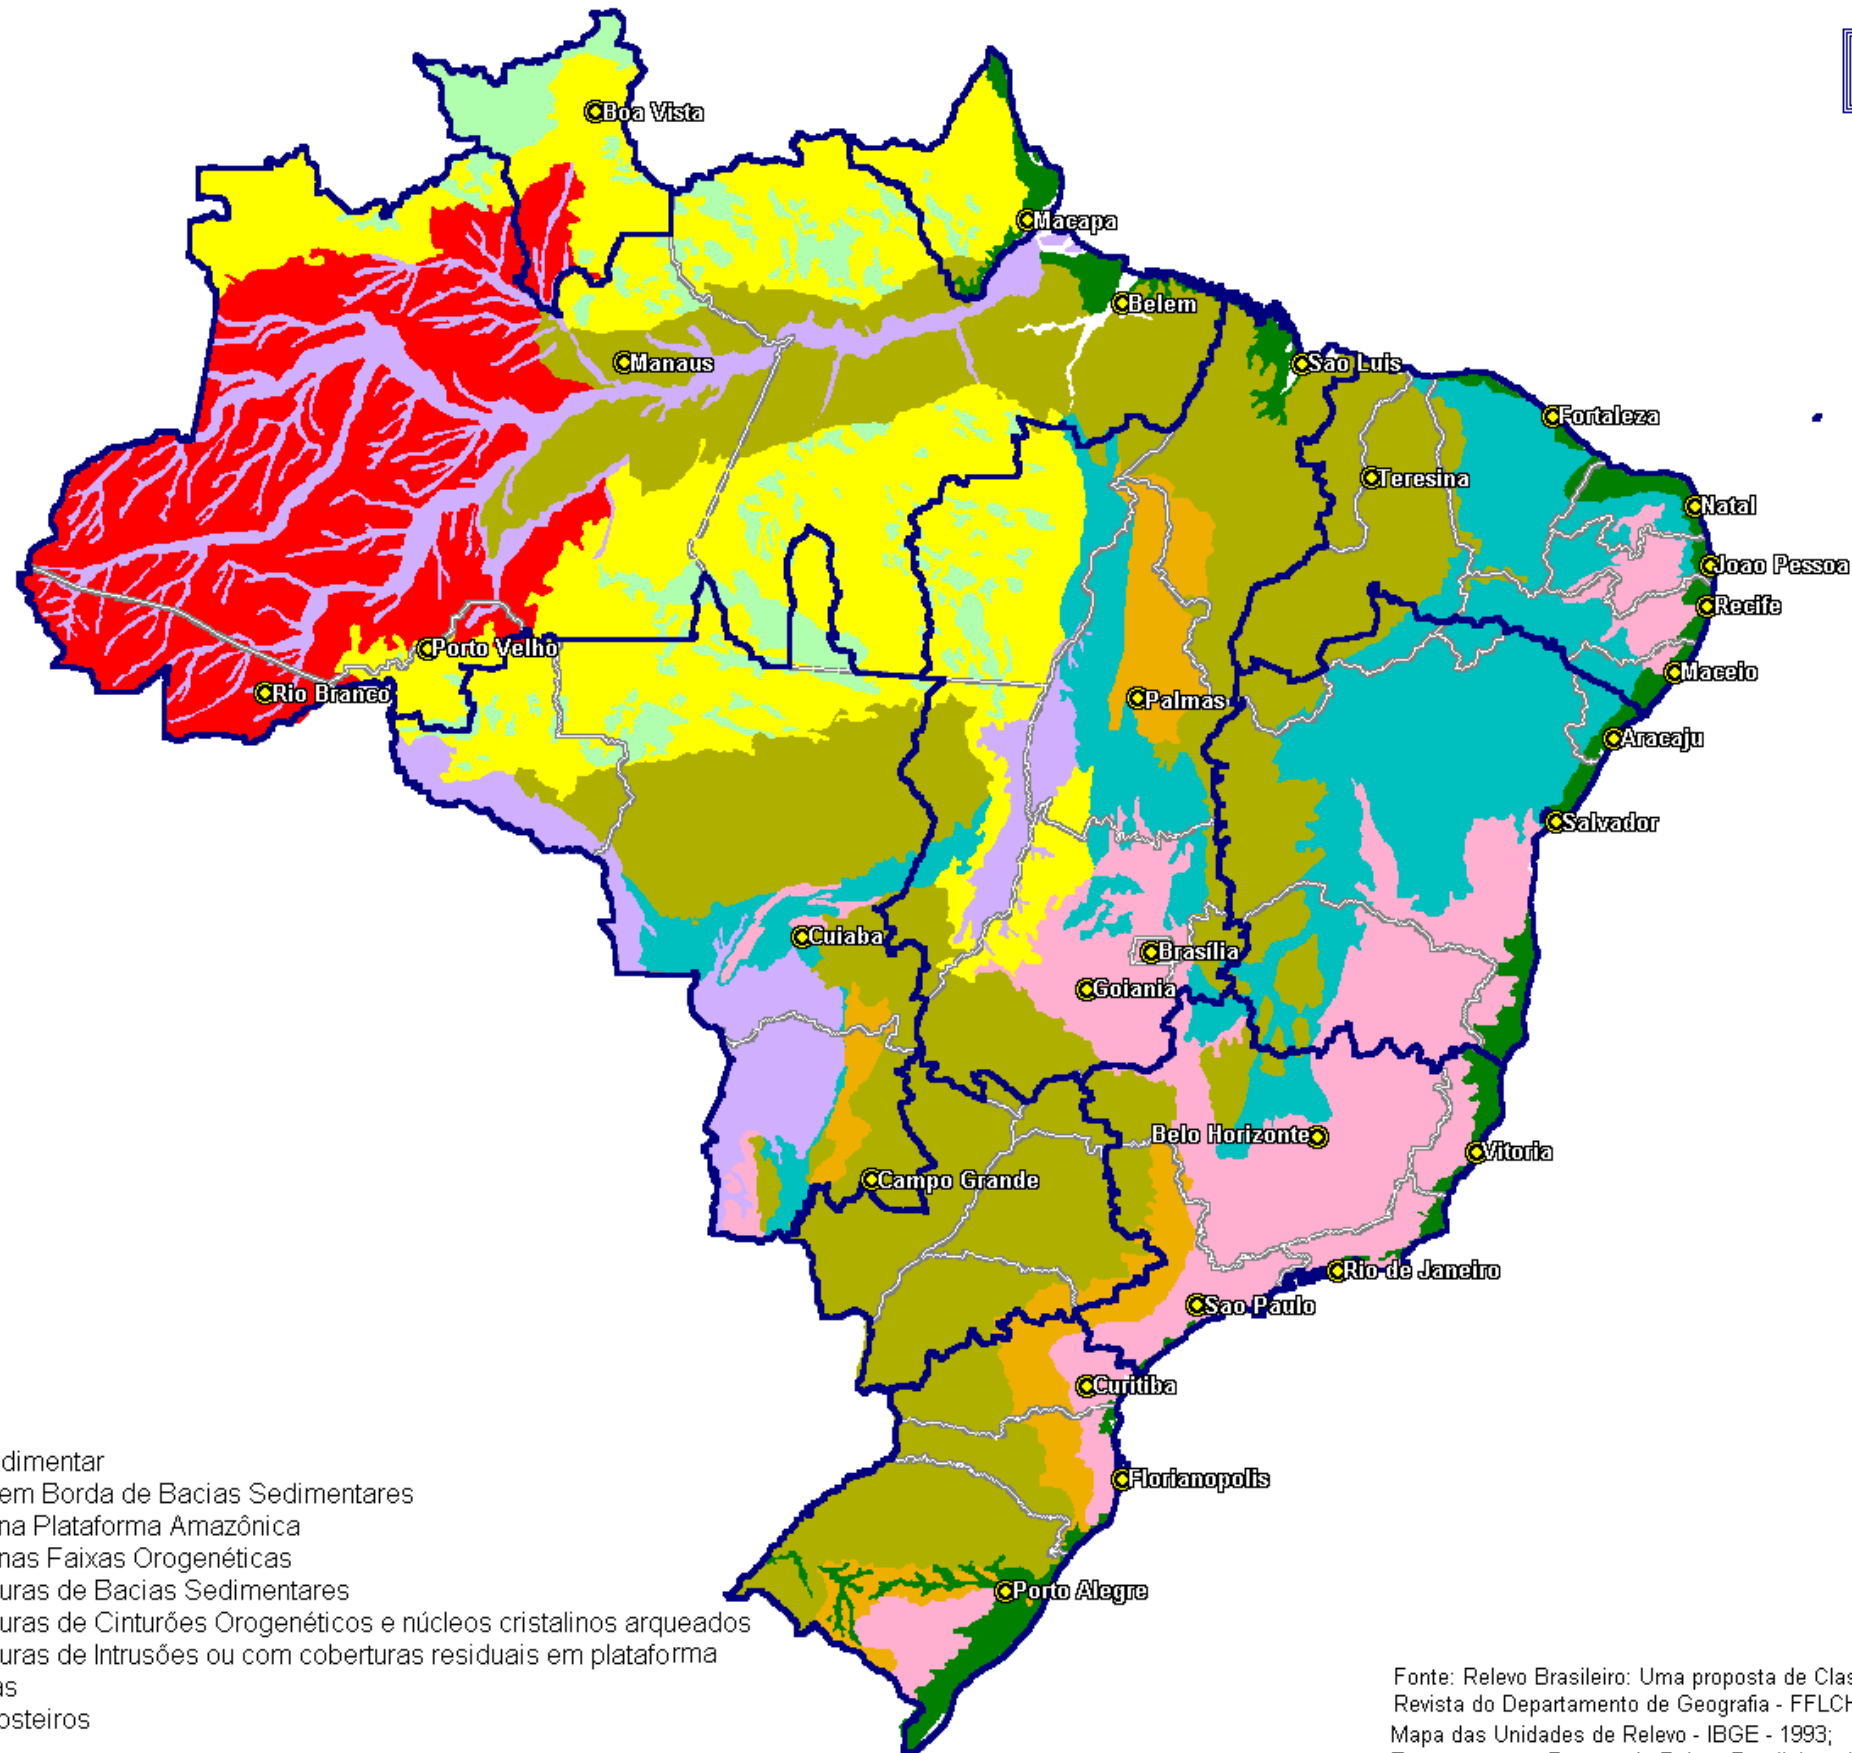 Boa Vista
Macapa
Belem
Manaus
Sao Luis
Fortaleza
Teresina
Natal
Joao Pessoa
Recife
Porto Velho
Maceio
Rio Branco
Palmas
Aracaju
Salvador
Cuiaba
Brasília
Goiania
Belo Horizonte
Vitoria
Campo Grande
Rio de Janeiro
Sao Paulo
Curitiba
Florianopolis
Porto Alegre
dimentar
em Borda de Bacias Sedimentares
na Plataforma Amazônica
nas Faixas Orogenéticas
uras de Bacias Sedimentares
uras de Cinturões Orogenéticos e núcleos cristalinos arqueados
uras de Intrusões ou com coberturas residuais em plataforma
as
osteiros
Fonte: Relevo Brasileiro: Uma proposta de Clas
Revista do Departamento de Geografia - FFLCH
Mapa das Unidades de Relevo - IBGE - 1993;